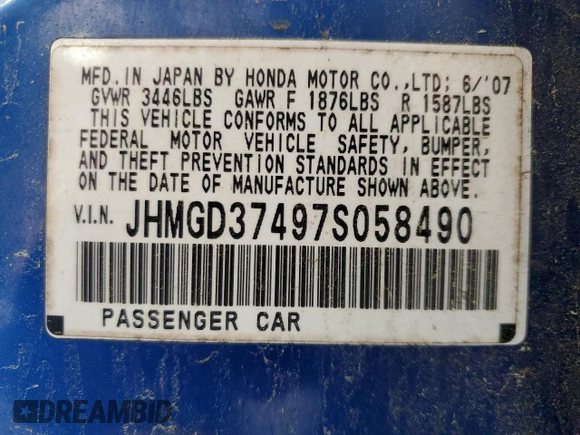 MFD. IN JAPAN BY HONDA MOTOR CO.,LTD; 6/'07
GVWR 3446LBS GAWR F 1876LBS R 1587LBS
THIS VEHICLE CONFORMS TO ALL APPLICABLE
FEDERAL MOTOR VEHICLE SAFETY, BUMPER,
AND THEFT PREVENTION STANDARDS IN EFFECT
ON THE DATE OF MANUFACTURE SHOWN ABOVE.
V.I.N. JHMGD37497S058490
PASSENGER CAR
DREAMBID